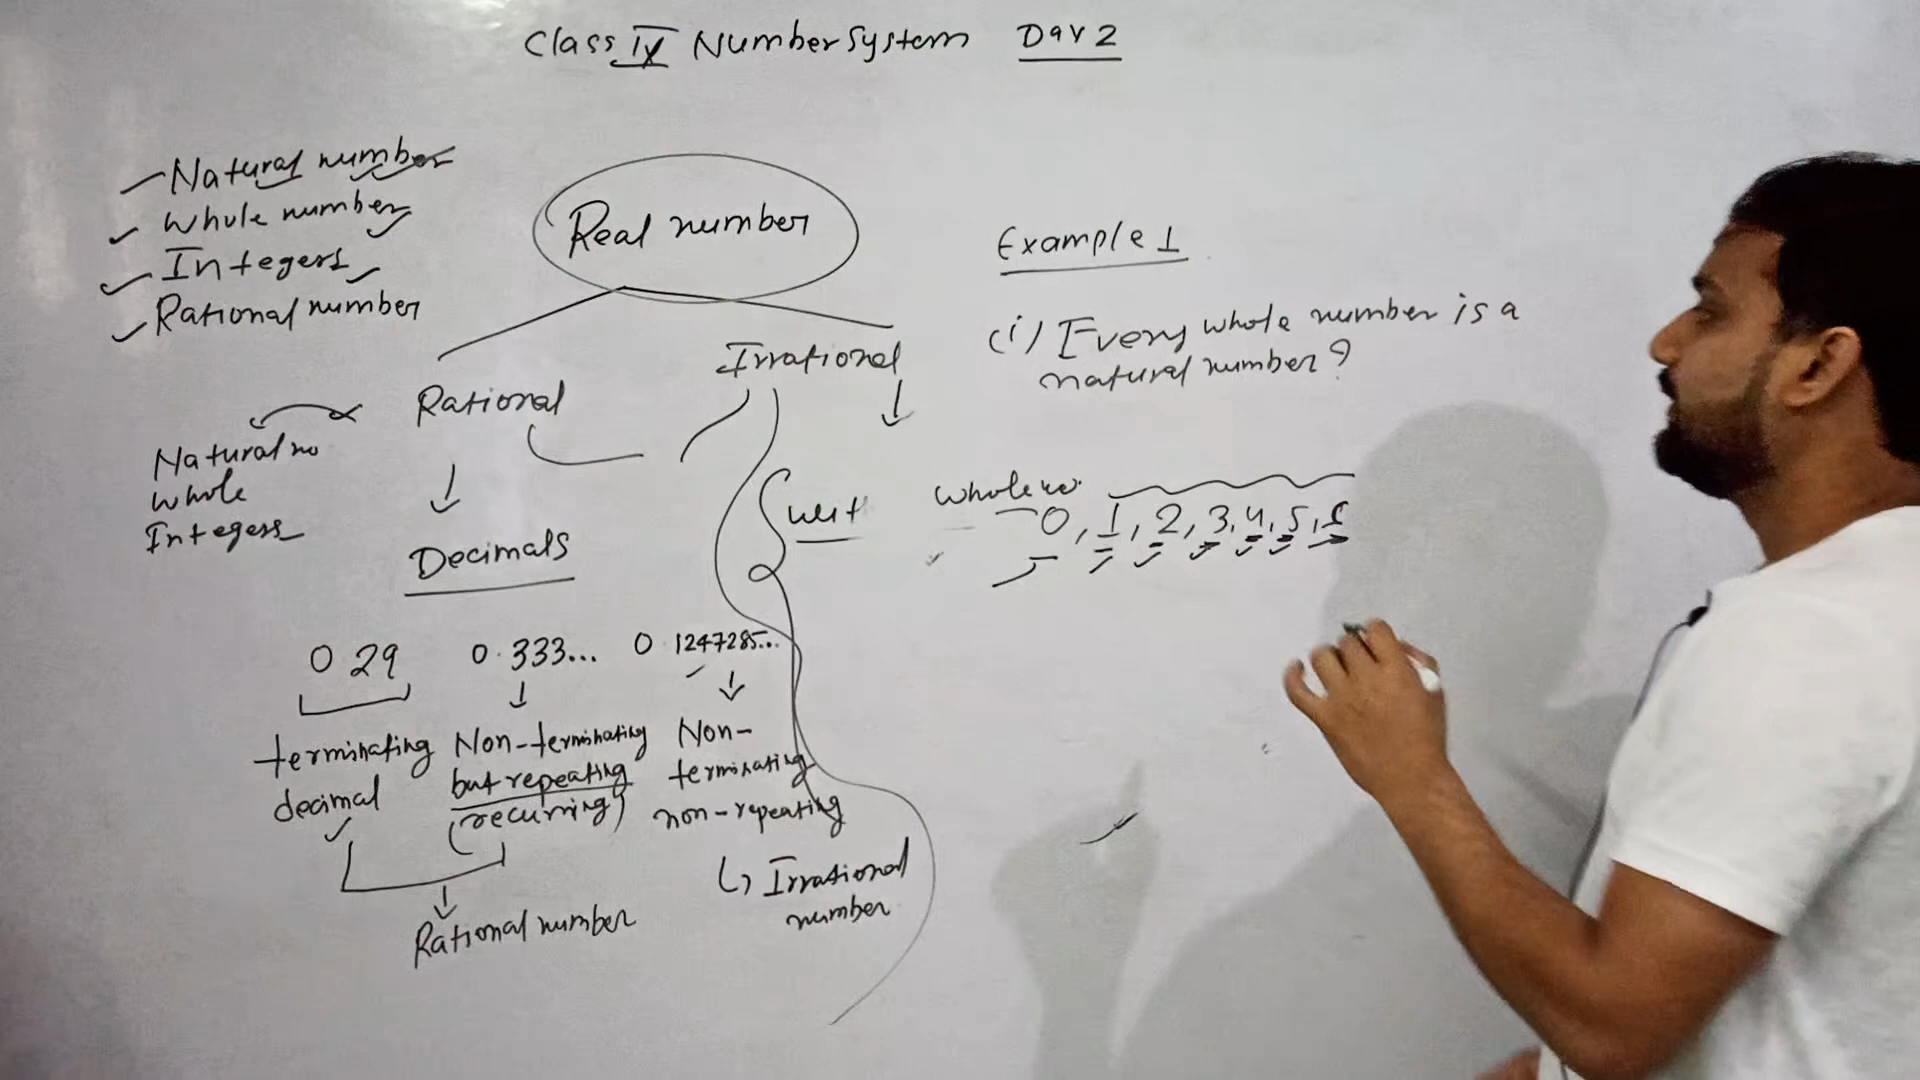 Class IX Number System Day 2
Natural number
Whole number
Integers
Rational number
Real number
Rational
Irrational
Natural no
Whole
Integers
Decimals
0.29
0.333...
0.1247285...
terminating
decimal
Non-terminating
but repeating
(recurring)
Non-
terminating
non-repeating
Rational number
Irrational
number
Example 1
(i) Every whole number is a
natural number?
Whole no.
0, 1, 2, 3, 4, 5,